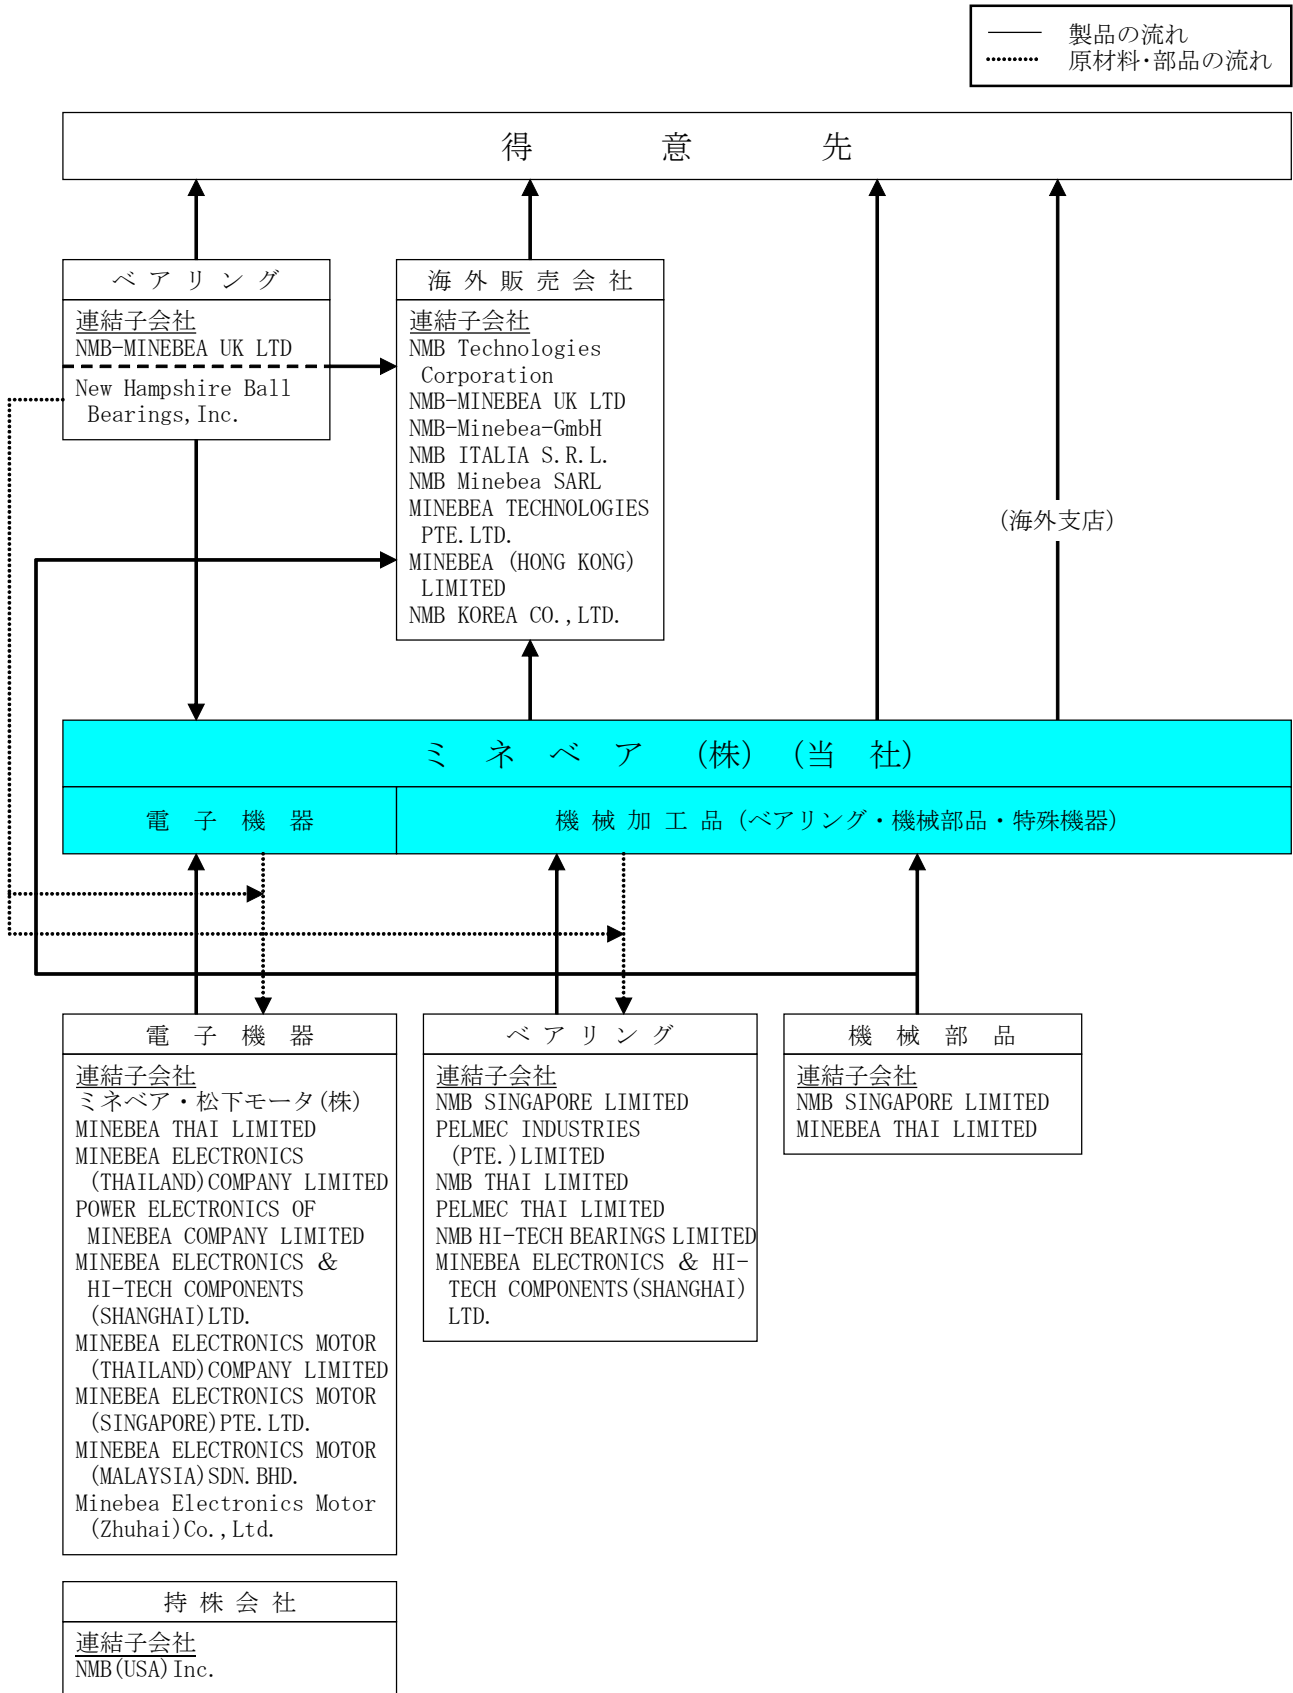 製品の流れ
原材料・部品の流れ
得意先
ベアリング
連結子会社
NMB-MINEBEA UK LTD
New Hampshire Ball
Bearings,Inc.
海外販売会社
連結子会社
NMB Technologies
Corporation
NMB-MINEBEA UK LTD
NMB-Minebea-GmbH
NMB ITALIA S.R.L.
NMB Minebea SARL
MINEBEA TECHNOLOGIES
PTE.LTD.
MINEBEA (HONG KONG)
LIMITED
NMB KOREA CO.,LTD.
(海外支店)
ミネベア (株) (当社)
電子機器
機械加工品 (ベアリング・機械部品・特殊機器)
電子機器
連結子会社
ミネベア・松下モータ(株)
MINEBEA THAI LIMITED
MINEBEA ELECTRONICS
(THAILAND)COMPANY LIMITED
POWER ELECTRONICS OF
MINEBEA COMPANY LIMITED
MINEBEA ELECTRONICS &
HI-TECH COMPONENTS
(SHANGHAI)LTD.
MINEBEA ELECTRONICS MOTOR
(THAILAND)COMPANY LIMITED
MINEBEA ELECTRONICS MOTOR
(SINGAPORE)PTE.LTD.
MINEBEA ELECTRONICS MOTOR
(MALAYSIA)SDN.BHD.
Minebea Electronics Motor
(Zhuhai)Co.,Ltd.
ベアリング
連結子会社
NMB SINGAPORE LIMITED
PELMEC INDUSTRIES
(PTE.)LIMITED
NMB THAI LIMITED
PELMEC THAI LIMITED
NMB HI-TECH BEARINGS LIMITED
MINEBEA ELECTRONICS & HI-
TECH COMPONENTS(SHANGHAI)
LTD.
機械部品
連結子会社
NMB SINGAPORE LIMITED
MINEBEA THAI LIMITED
持株会社
連結子会社
NMB(USA)Inc.